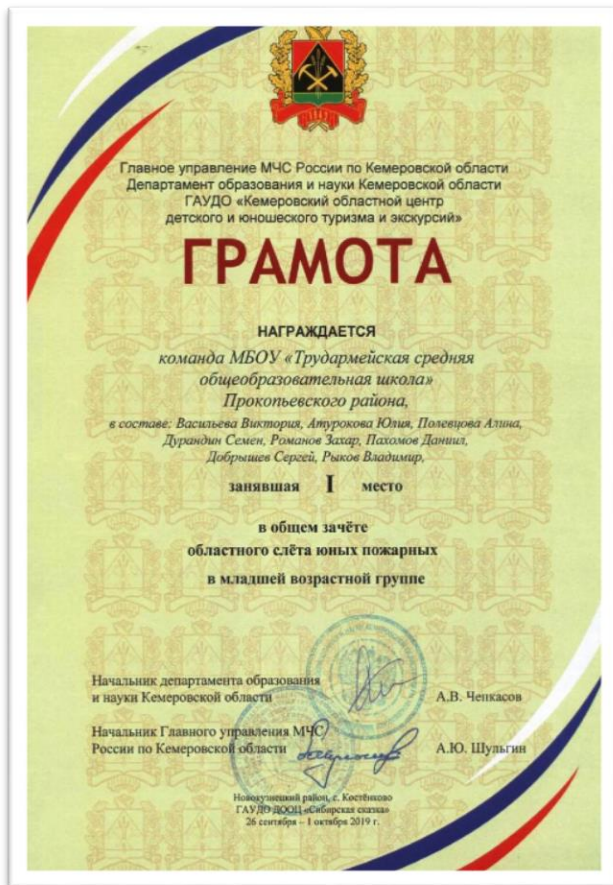 Главное управление МЧС России по Кемеровской области
Департамент образования и науки Кемеровской области
ГАУДО «Кемеровский областной центр
детского и юношеского туризма и экскурсий»
ГРАМОТА
НАГРАЖДАЕТСЯ
команда МБОУ «Трудармейская средняя
общеобразовательная школа»
Прокопьевского района,
в составе: Васильева Виктория, Атурокова Юлия, Полевцова Алина,
Дурандин Семен, Романов Захар, Пахомов Даниил,
Добрышев Сергей, Рыков Владимир,
занявшая I место
в общем зачёте
областного слёта юных пожарных
в младшей возрастной группе
Начальник департамента образования
и науки Кемеровской области
А.В. Чепкасов
Начальник Главного управления МЧС
России по Кемеровской области
А.Ю. Шульгин
Новокузнецкий район, с. Костёнково
ГАУДО ДООЦ «Сибирская сказка»
26 сентября – 1 октября 2019 г.